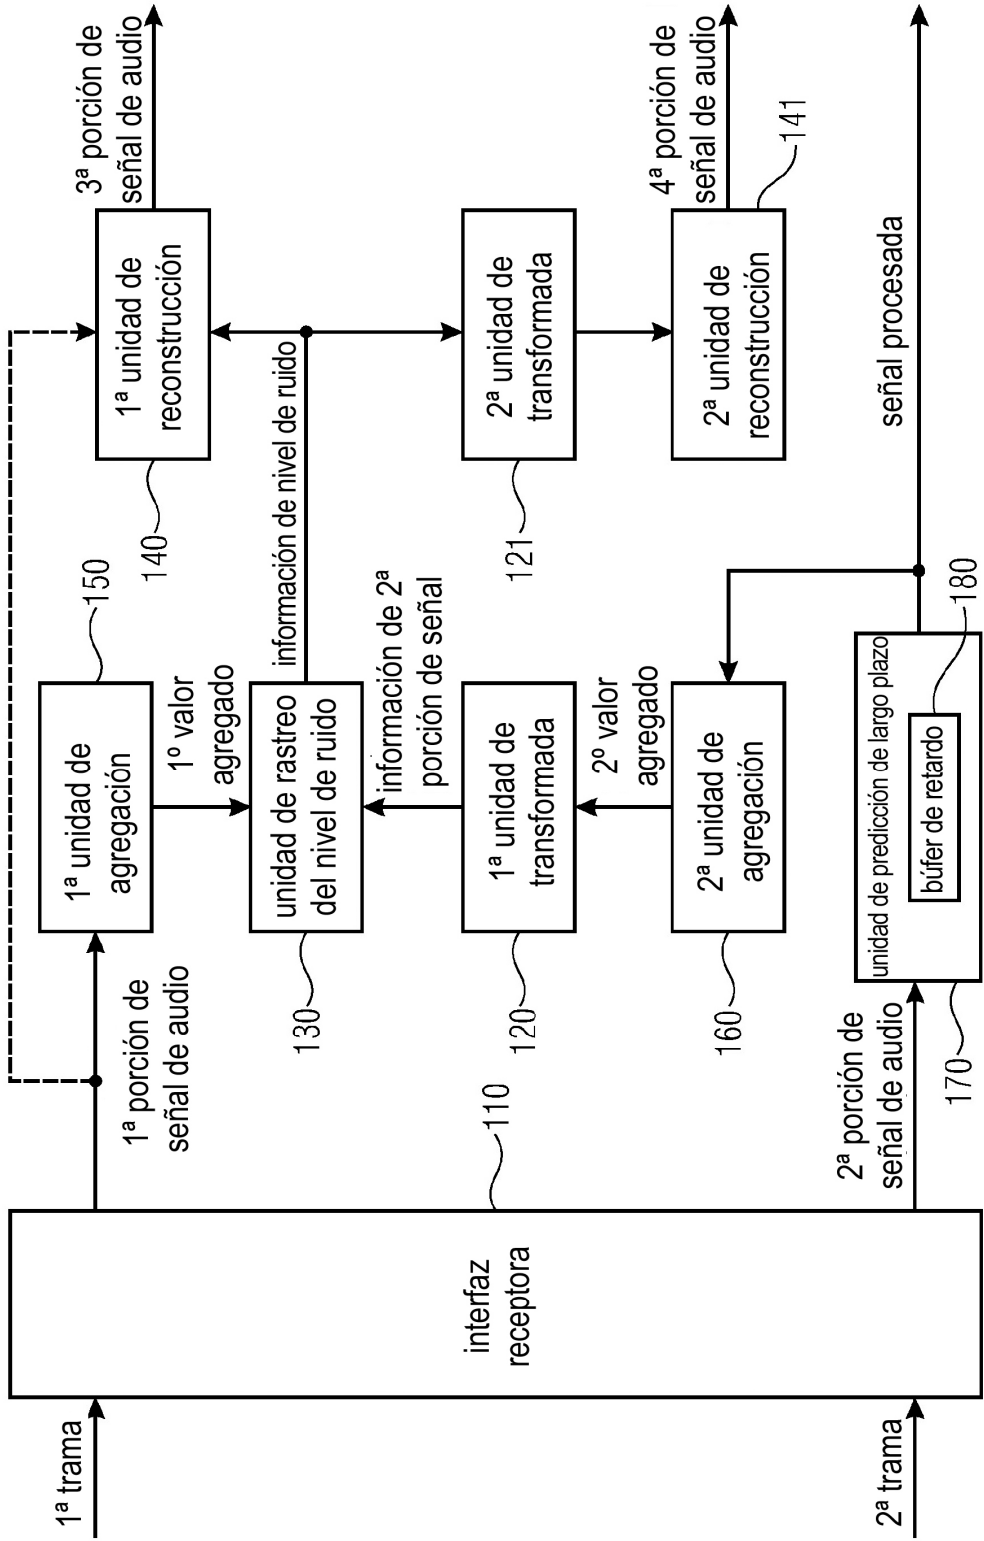 1ª trama
2ª trama
interfaz
receptora
110
1ª porción de
señal de audio
2ª porción de
señal de audio
1ª unidad de
agregación
150
1º valor
agregado
unidad de rastreo
del nivel de ruido
130
información de 2ª
porción de señal
1ª unidad de
transformada
120
2º valor
agregado
2ª unidad de
agregación
160
unidad de predicción de largo plazo
búfer de retardo
170
180
información de nivel de ruido
1ª unidad de
reconstrucción
140
2ª unidad de
transformada
121
2ª unidad de
reconstrucción
141
3ª porción de
señal de audio
4ª porción de
señal de audio
señal procesada